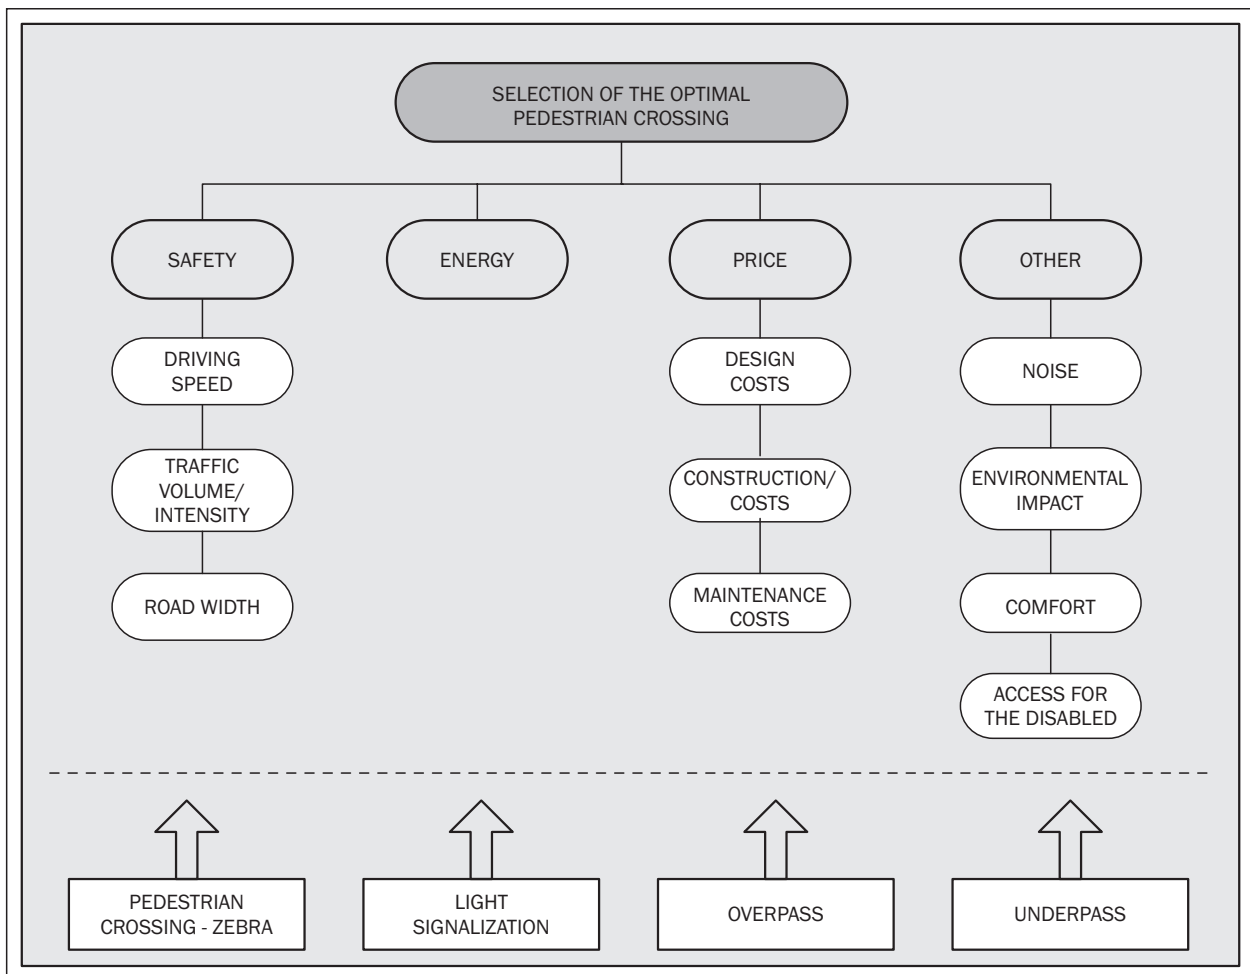 SELECTION OF THE OPTIMAL
PEDESTRIAN CROSSING
SAFETY
ENERGY
PRICE
OTHER
DRIVING
SPEED
DESIGN
COSTS
NOISE
TRAFFIC
VOLUME/
INTENSITY
CONSTRUCTION/
COSTS
ENVIRONMENTAL
IMPACT
ROAD WIDTH
MAINTENANCE
COSTS
COMFORT
ACCESS FOR
THE DISABLED
PEDESTRIAN
CROSSING - ZEBRA
LIGHT
SIGNALIZATION
OVERPASS
UNDERPASS